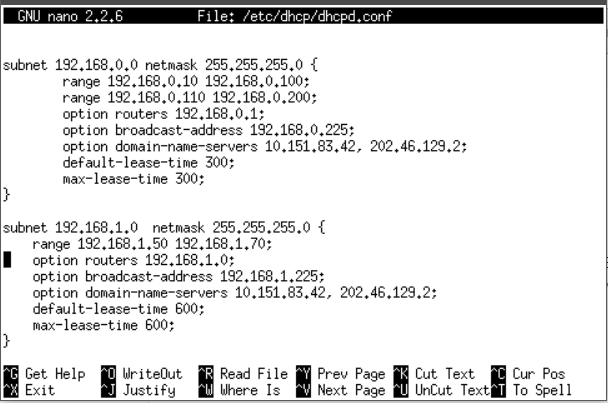 GNU nano 2.2.6 File: /etc/dhcp/dhcpd.conf
subnet 192.168.0.0 netmask 255.255.255.0 {
range 192.168.0.10 192.168.0.100;
range 192.168.0.110 192.168.0.200;
option routers 192.168.0.1;
option broadcast-address 192.168.0.225;
option domain-name-servers 10.151.83.42, 202.46.129.2;
default-lease-time 300;
max-lease-time 300;
}
subnet 192.168.1.0  netmask 255.255.255.0 {
range 192.168.1.50 192.168.1.70;
option routers 192.168.1.0;
option broadcast-address 192.168.1.225;
option domain-name-servers 10.151.83.42, 202.46.129.2;
default-lease-time 600;
max-lease-time 600;
}
^G Get Help ^O WriteOut ^R Read File ^Y Prev Page ^K Cut Text ^C Cur Pos
^X Exit ^J Justify ^W Where Is ^V Next Page ^U UnCut Text ^T To Spell